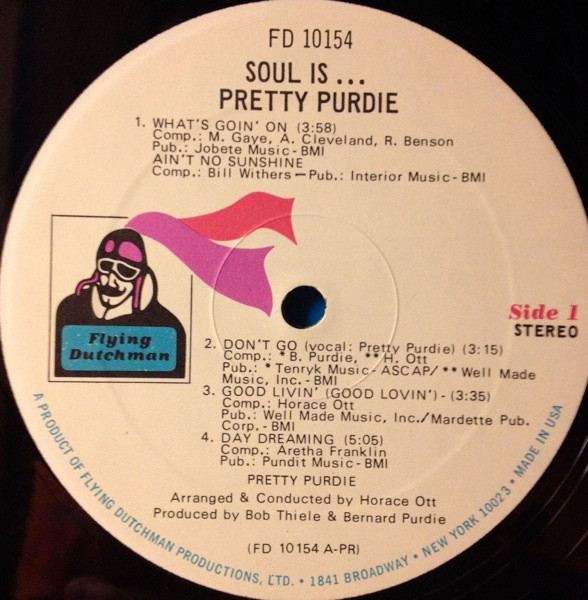 FD 10154
SOUL IS ...
PRETTY PURDIE
1. WHAT'S GOIN' ON (3:58)
Comp.: M. Gaye, A. Cleveland, R. Benson
Pub.: Jobete Music - BMI
AIN'T NO SUNSHINE
Comp.: Bill Withers — Pub.: Interior Music - BMI
Flying
Dutchman
Side 1
STEREO
2. DON'T GO (vocal: Pretty Purdie) (3:15)
Comp.: *B. Purdie, **H. Ott
Pub.: *Tenryk Music - ASCAP/ **Well Made
Music, Inc. - BMI
3. GOOD LIVIN' (GOOD LOVIN') - (3:35)
Comp.: Horace Ott
Pub.: Well Made Music, Inc./Mardette Pub.
Corp. - BMI
4. DAY DREAMING (5:05)
Comp.: Aretha Franklin
Pub.: Pundit Music - BMI
PRETTY PURDIE
Arranged & Conducted by Horace Ott
Produced by Bob Thiele & Bernard Purdie
(FD 10154 A-PR)
A PRODUCT OF FLYING DUTCHMAN PRODUCTIONS, LTD. • 1841 BROADWAY • NEW YORK 10023 • MADE IN USA